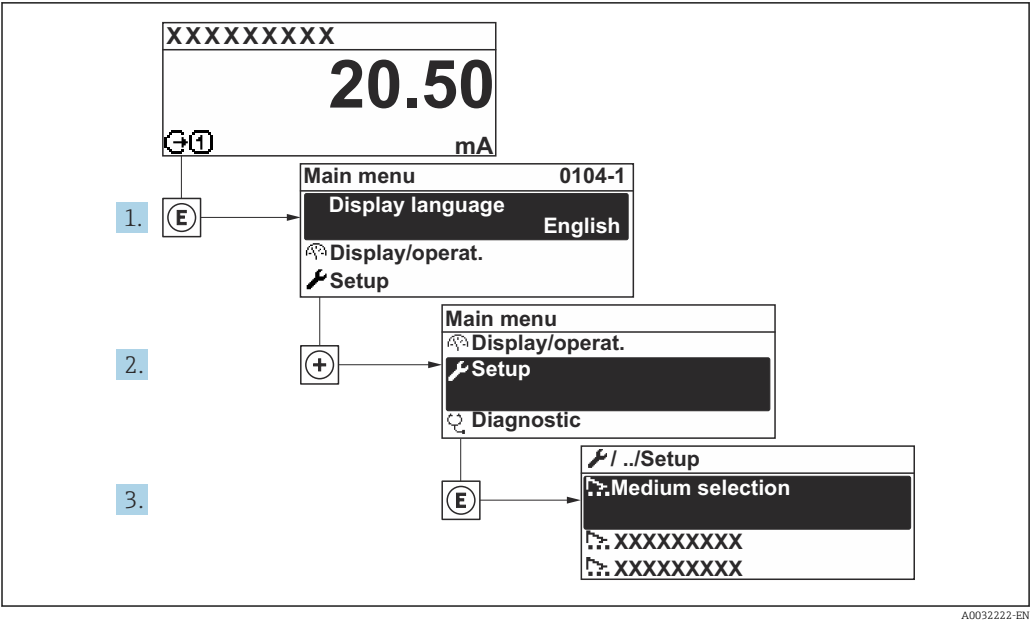 XXXXXXXXX
20.50
1 mA
Main menu 0104-1
1. E Display language
English
Display/operat.
Setup
Main menu
Display/operat.
2. + Setup
Diagnostic
/ ../Setup
Medium selection
3. E
XXXXXXXXX
XXXXXXXXX
A0032222-EN